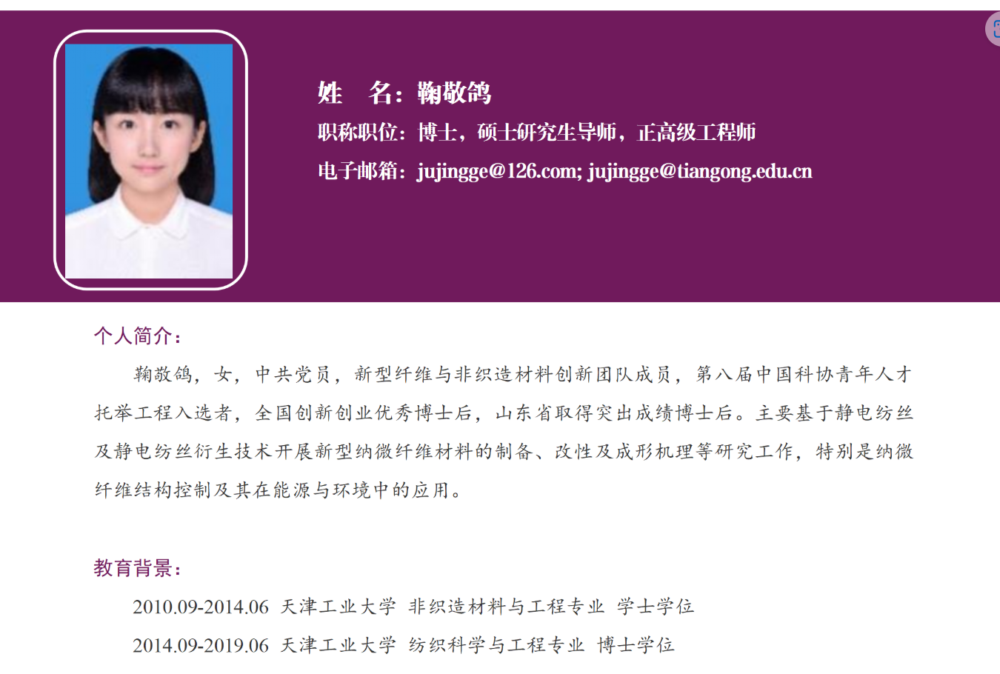 姓 名：鞠敬鸽
职称职位：博士，硕士研究生导师，正高级工程师
电子邮箱：jujingge@126.com; jujingge@tiangong.edu.cn
个人简介：
鞠敬鸽，女，中共党员，新型纤维与非织造材料创新团队成员，第八届中国科协青年人才
托举工程入选者，全国创新创业优秀博士后，山东省取得突出成绩博士后。主要基于静电纺丝
及静电纺丝衍生技术开展新型纳微纤维材料的制备、改性及成形机理等研究工作，特别是纳微
纤维结构控制及其在能源与环境中的应用。
教育背景：
2010.09-2014.06 天津工业大学 非织造材料与工程专业 学士学位
2014.09-2019.06 天津工业大学 纺织科学与工程专业 博士学位